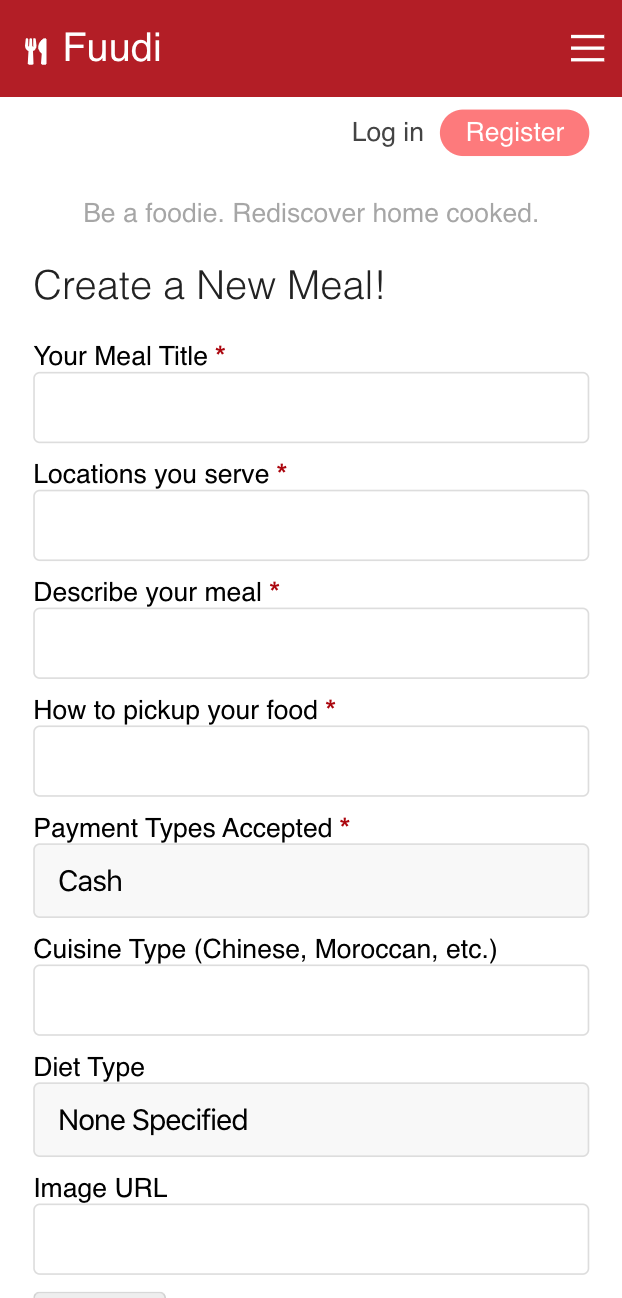 Fuudi
Log in Register
Be a foodie. Rediscover home cooked.
Create a New Meal!
Your Meal Title *
Locations you serve *
Describe your meal *
How to pickup your food *
Payment Types Accepted *
Cash
Cuisine Type (Chinese, Moroccan, etc.)
Diet Type
None Specified
Image URL